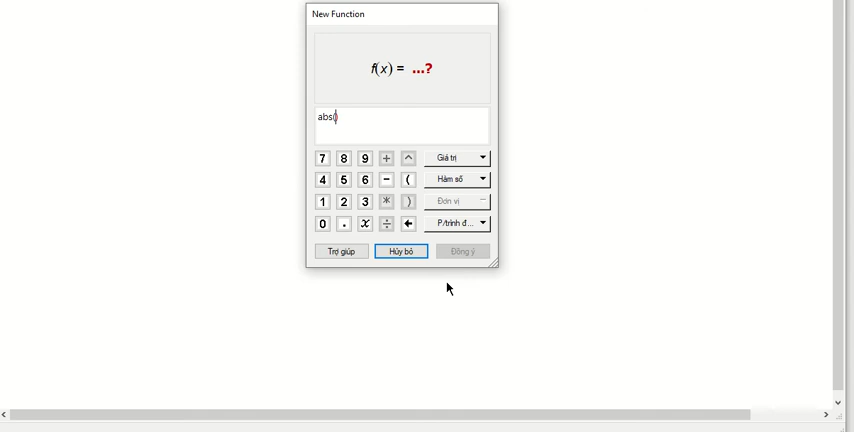 New Function
f(x) = ...?
abs()
7 8 9 + ^ Giá trị
4 5 6 - ( Hàm số
1 2 3 * ) Đơn vị
0 . x ÷ ← P/trình đ...
Trợ giúp Hủy bỏ Đồng ý